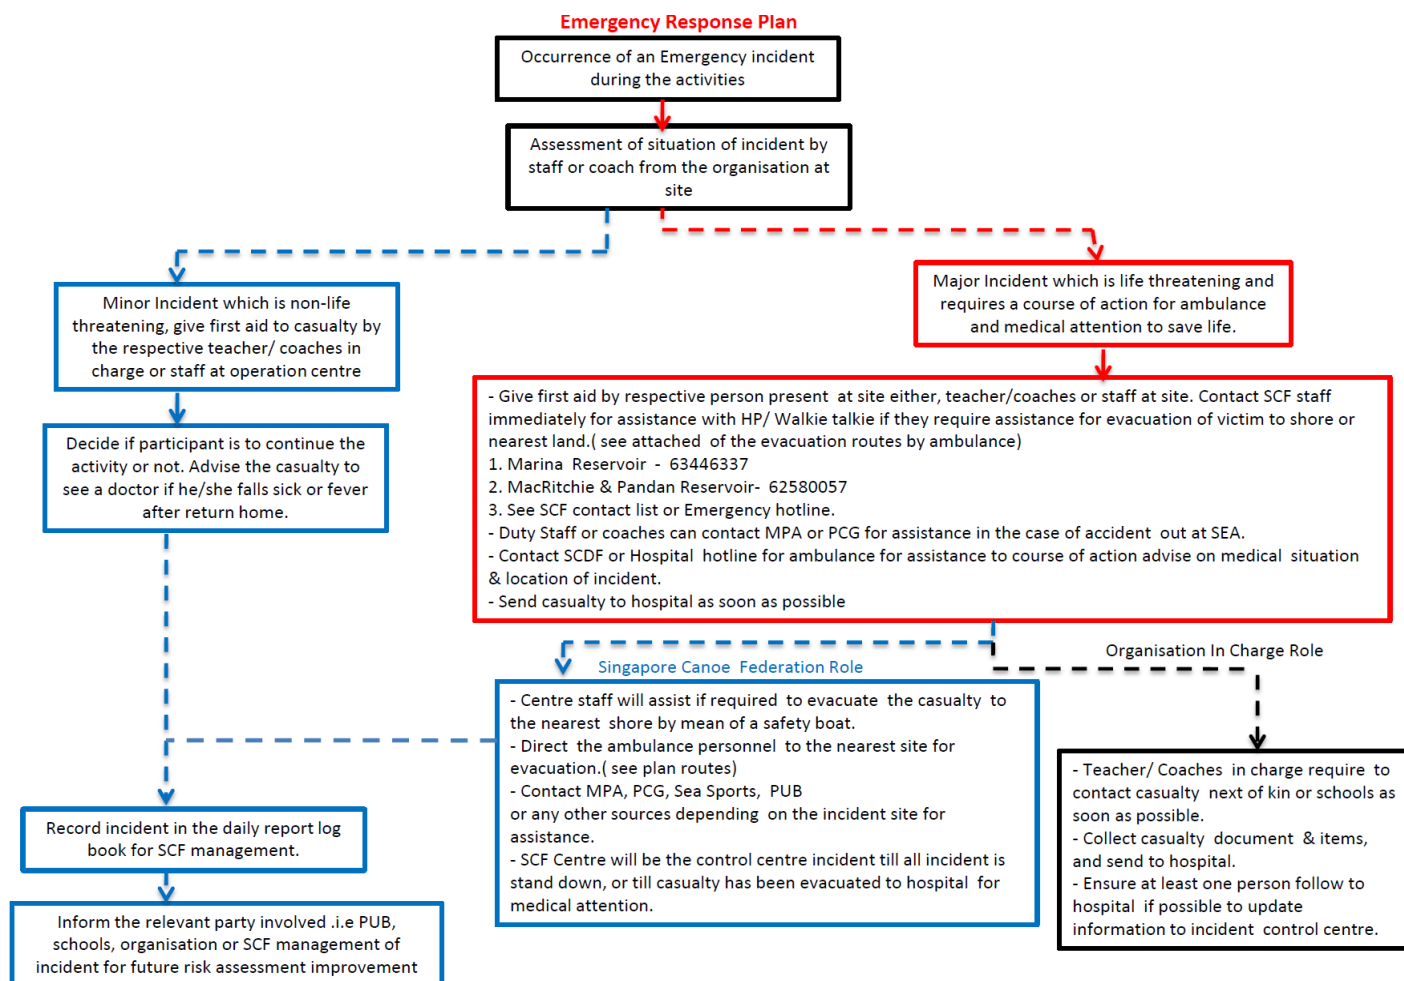 Emergency Response Plan
Occurrence of an Emergency incident
during the activities
Assessment of situation of incident by
staff or coach from the organisation at
site
Minor Incident which is non-life
threatening, give first aid to casualty by
the respective teacher/ coaches in
charge or staff at operation centre
Major Incident which is life threatening and
requires a course of action for ambulance
and medical attention to save life.
Decide if participant is to continue the
activity or not. Advise the casualty to
see a doctor if he/she falls sick or fever
after return home.
- Give first aid by respective person present at site either, teacher/coaches or staff at site. Contact SCF staff
immediately for assistance with HP/ Walkie talkie if they require assistance for evacuation of victim to shore or
nearest land.( see attached of the evacuation routes by ambulance)
1. Marina Reservoir - 63446337
2. MacRitchie & Pandan Reservoir- 62580057
3. See SCF contact list or Emergency hotline.
- Duty Staff or coaches can contact MPA or PCG for assistance in the case of accident out at SEA.
- Contact SCDF or Hospital hotline for ambulance for assistance to course of action advise on medical situation
& location of incident.
- Send casualty to hospital as soon as possible
Singapore Canoe Federation Role
- Centre staff will assist if required to evacuate the casualty to
the nearest shore by mean of a safety boat.
- Direct the ambulance personnel to the nearest site for
evacuation.( see plan routes)
- Contact MPA, PCG, Sea Sports, PUB
or any other sources depending on the incident site for
assistance.
- SCF Centre will be the control centre incident till all incident is
stand down, or till casualty has been evacuated to hospital for
medical attention.
Organisation In Charge Role
- Teacher/ Coaches in charge require to
contact casualty next of kin or schools as
soon as possible.
- Collect casualty document & items,
and send to hospital.
- Ensure at least one person follow to
hospital if possible to update
information to incident control centre.
Record incident in the daily report log
book for SCF management.
Inform the relevant party involved .i.e PUB,
schools, organisation or SCF management of
incident for future risk assessment improvement